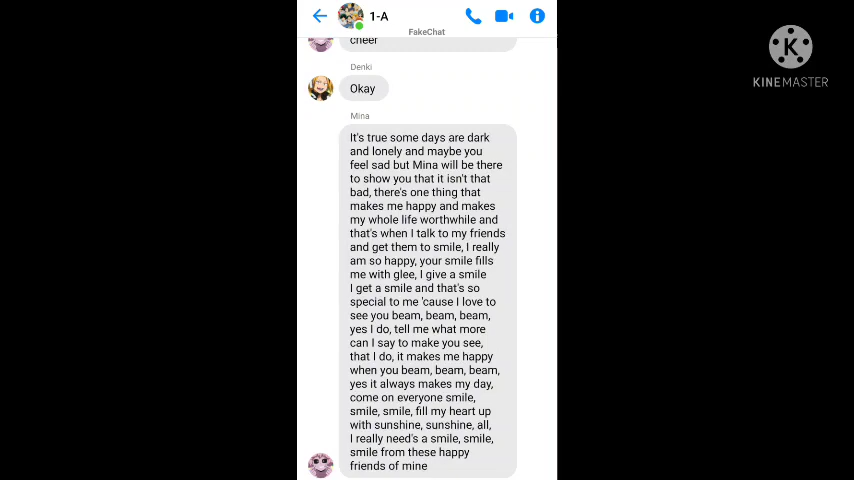 1-A
FakeChat
cheer
Denki
Okay
Mina
It's true some days are dark
and lonely and maybe you
feel sad but Mina will be there
to show you that it isn't that
bad, there's one thing that
makes me happy and makes
my whole life worthwhile and
that's when I talk to my friends
and get them to smile, I really
am so happy, your smile fills
me with glee, I give a smile
I get a smile and that's so
special to me 'cause I love to
see you beam, beam, beam,
yes I do, tell me what more
can I say to make you see,
that I do, it makes me happy
when you beam, beam, beam,
yes it always makes my day,
come on everyone smile,
smile, smile, fill my heart up
with sunshine, sunshine, all,
I really need's a smile, smile,
smile from these happy
friends of mine
K
KINEMASTER